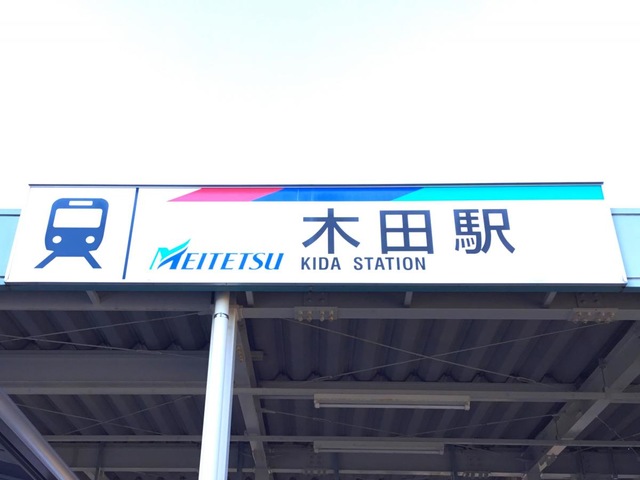 木田駅
MEITETSU
KIDA STATION